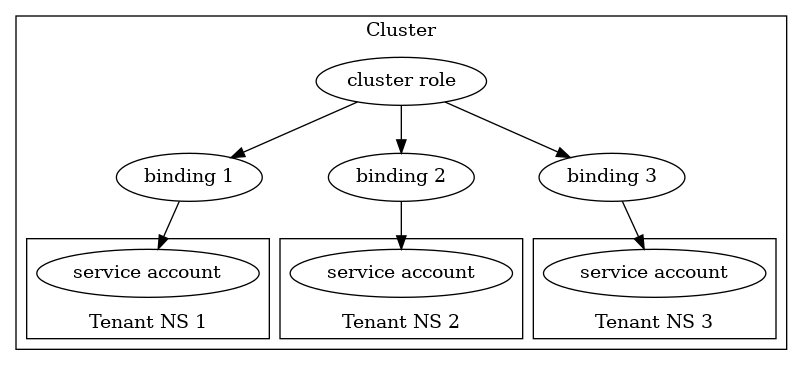 Cluster
cluster role
binding 1
binding 2
binding 3
service account
service account
service account
Tenant NS 1
Tenant NS 2
Tenant NS 3